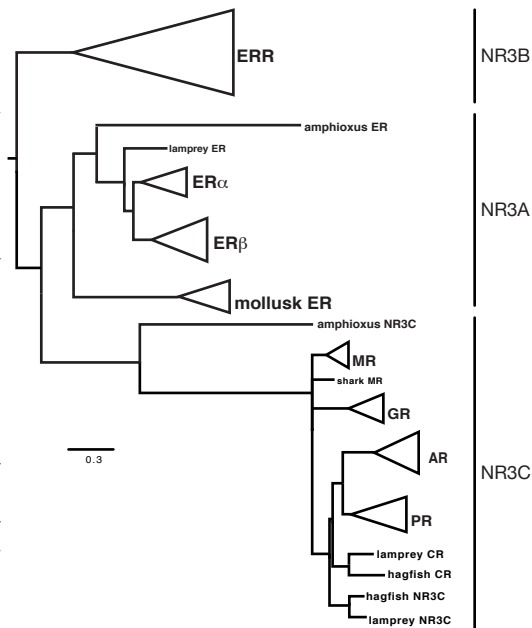 ERR
NR3B
amphioxus ER
lamprey ER
ERα
ERβ
mollusk ER
NR3A
amphioxus NR3C
MR
shark MR
GR
AR
PR
lamprey CR
hagfish CR
hagfish NR3C
lamprey NR3C
NR3C
0.3